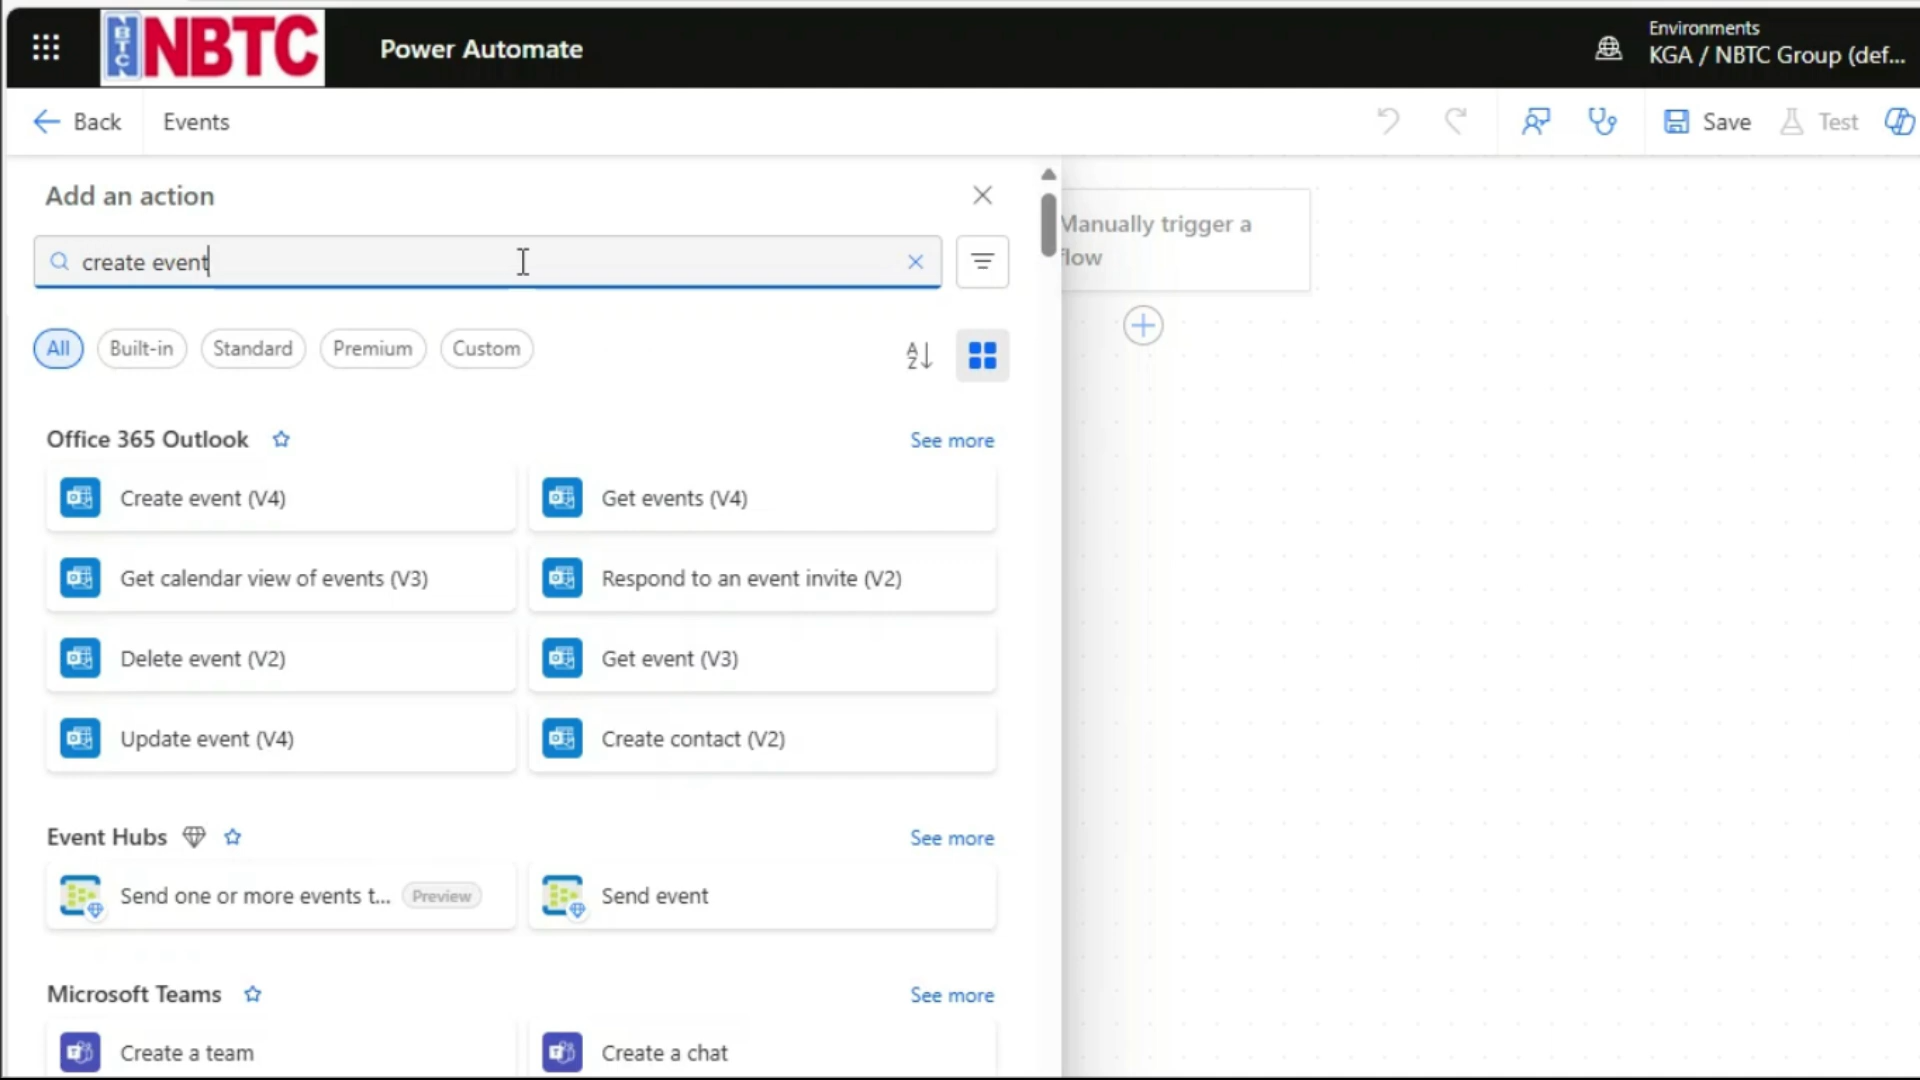 NBTC NBTC
Power Automate
Environments
KGA / NBTC Group (def...
Back
Events
Save
Test
Add an action
create event
Manually trigger a
flow
All
Built-in
Standard
Premium
Custom
Office 365 Outlook
See more
Create event (V4)
Get events (V4)
Get calendar view of events (V3)
Respond to an event invite (V2)
Delete event (V2)
Get event (V3)
Update event (V4)
Create contact (V2)
Event Hubs
See more
Send one or more events t...
Preview
Send event
Microsoft Teams
See more
Create a team
Create a chat